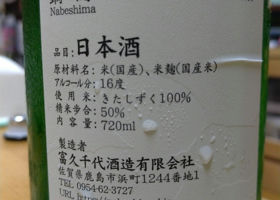 Nabeshima
品目: 日本酒
原材料名: 米(国産)、米麹(国産米)
アルコール分: 16度
使用米: きたしずく100%
精米歩合: 50%
内容量: 720ml
製造者
富久千代酒造有限会社
佐賀県鹿島市浜町1244番地1
TEL 0954-62-3727